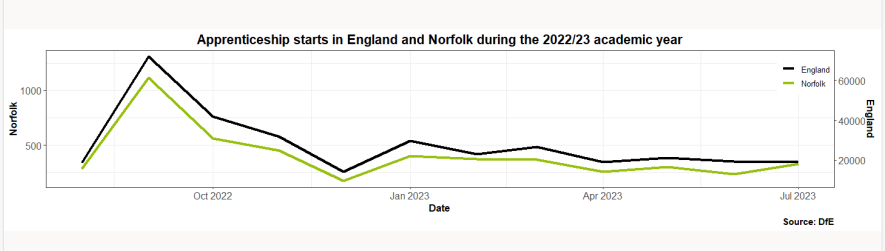 Apprenticeship starts in England and Norfolk during the 2022/23 academic year
England
Norfolk
1000
500
Norfolk
60000
40000
20000
England
Oct 2022
Jan 2023
Apr 2023
Jul 2023
Date
Source: DfE